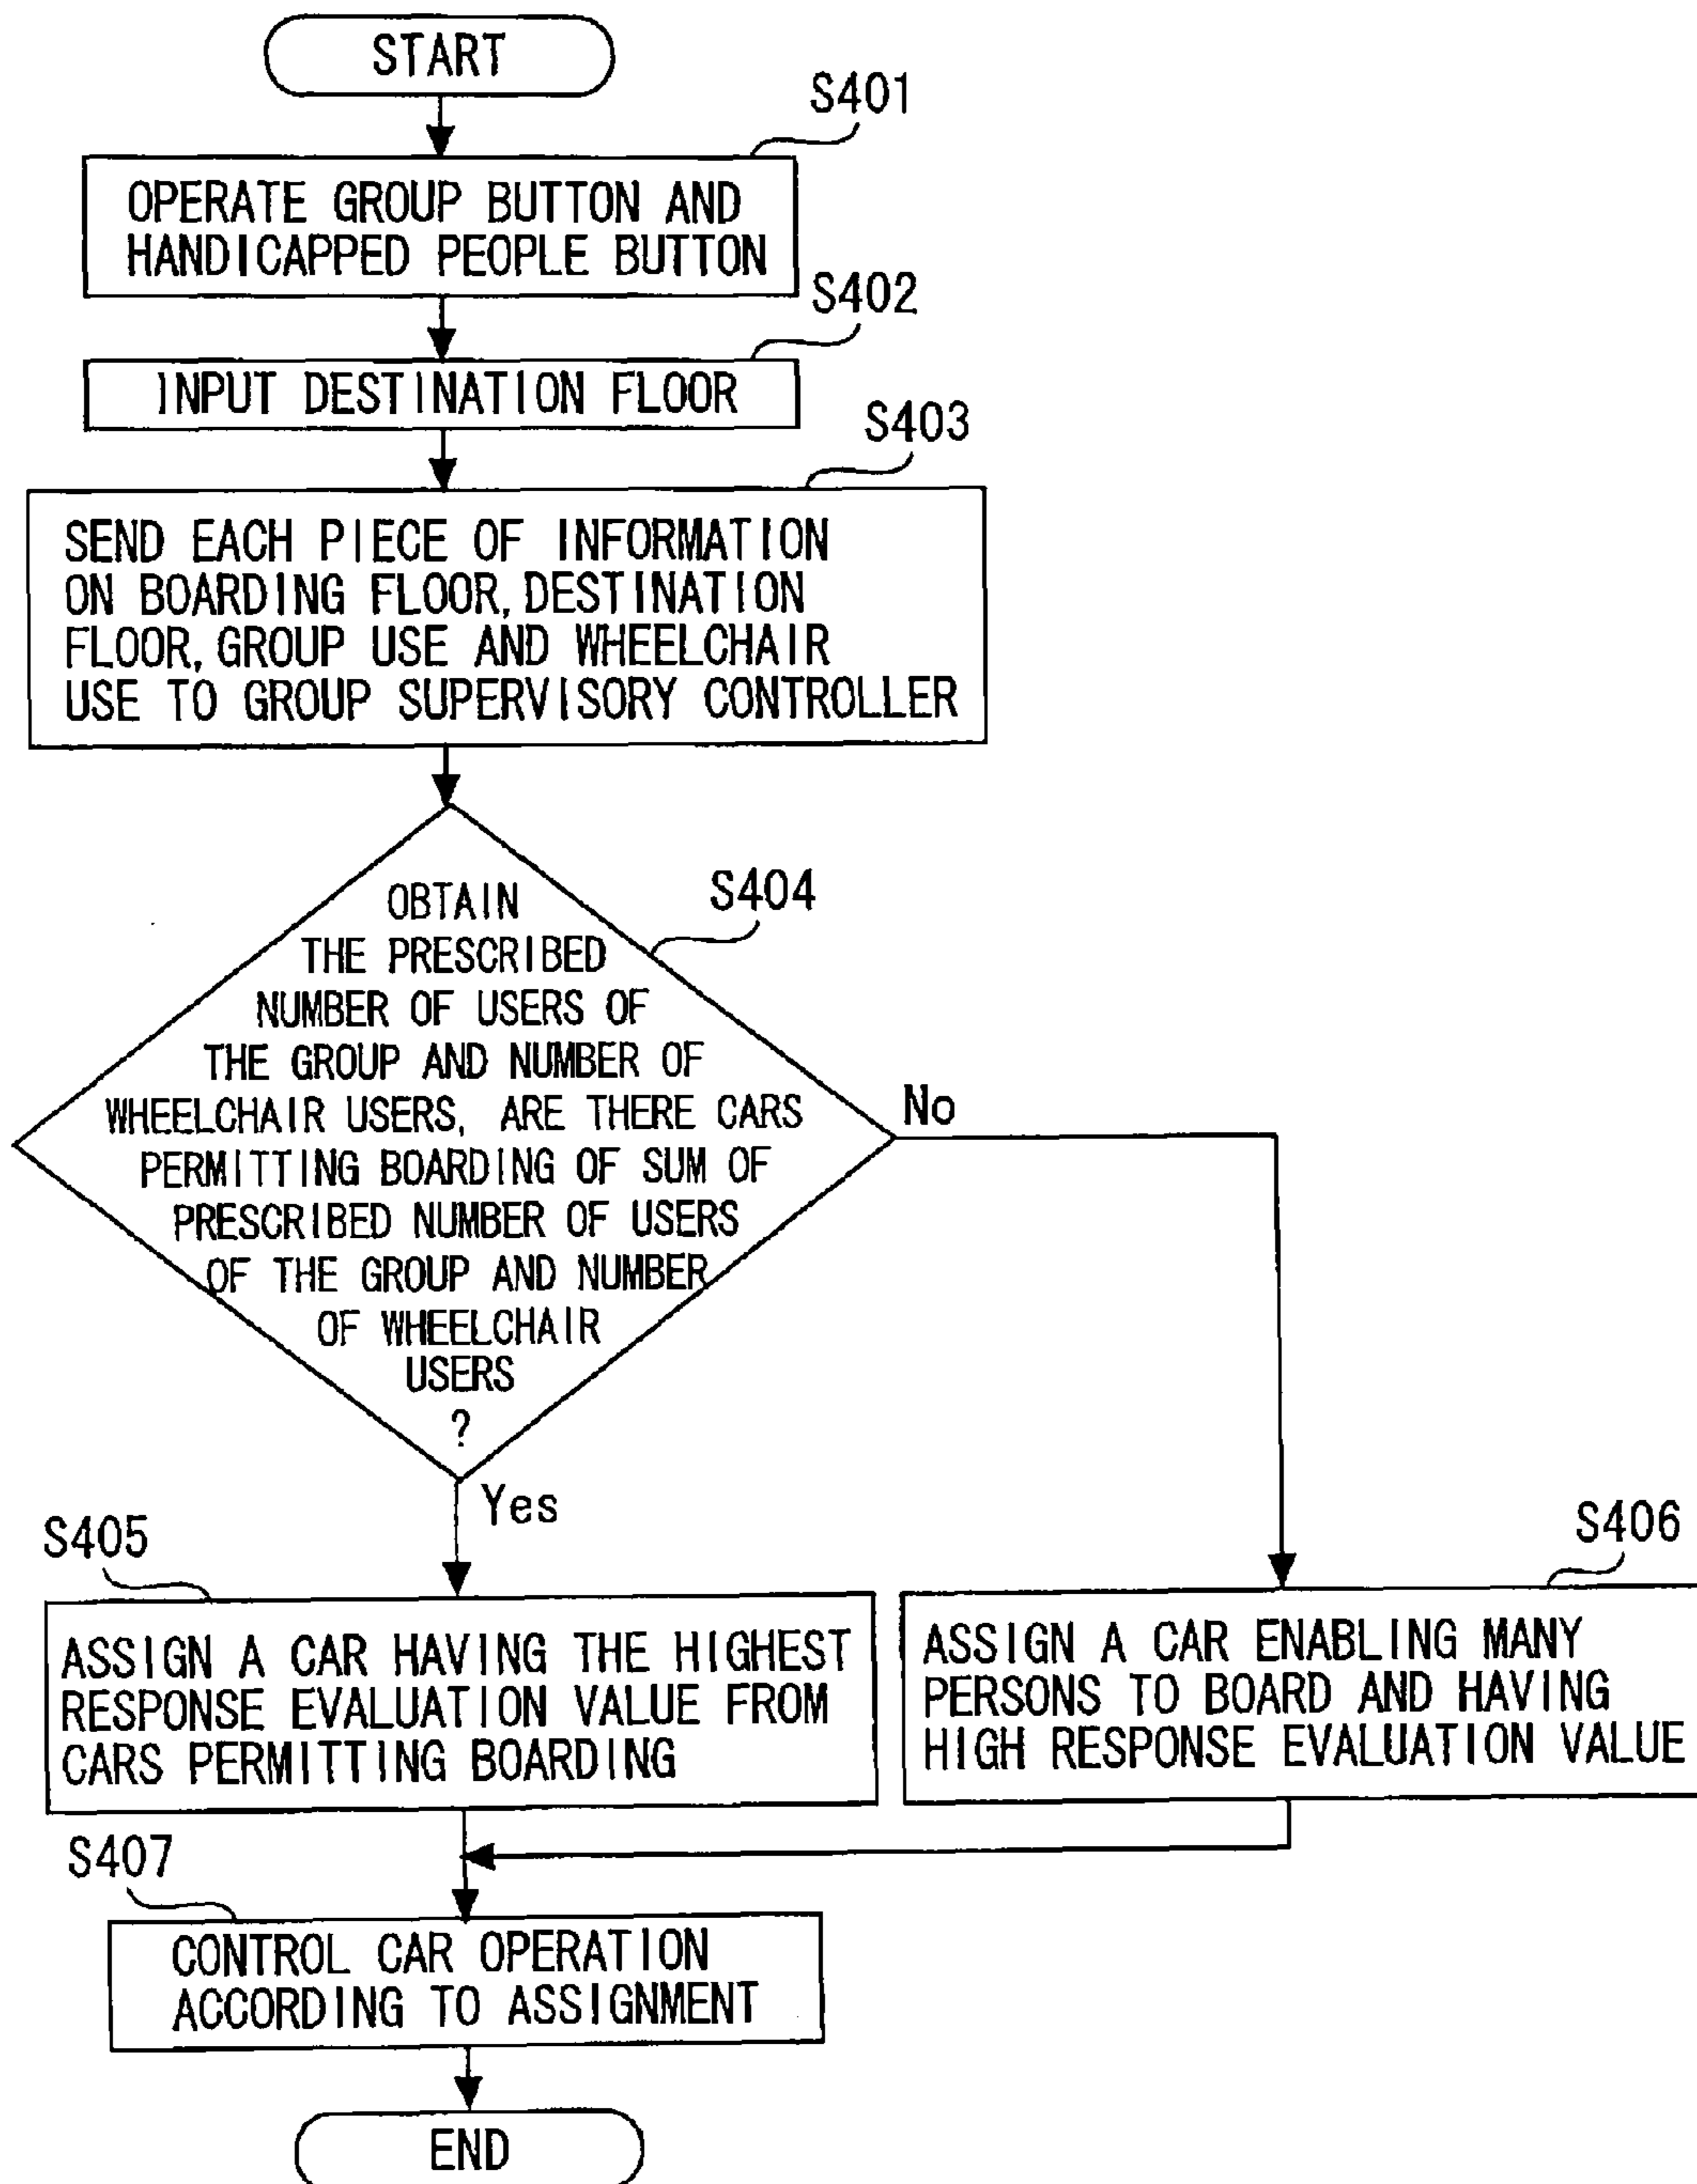 START
S401
OPERATE GROUP BUTTON AND
HANDICAPPED PEOPLE BUTTON
S402
INPUT DESTINATION FLOOR
S403
SEND EACH PIECE OF INFORMATION
ON BOARDING FLOOR, DESTINATION
FLOOR, GROUP USE AND WHEELCHAIR
USE TO GROUP SUPERVISORY CONTROLLER
S404
OBTAIN
THE PRESCRIBED
NUMBER OF USERS OF
THE GROUP AND NUMBER OF
WHEELCHAIR USERS, ARE THERE CARS
PERMITTING BOARDING OF SUM OF
PRESCRIBED NUMBER OF USERS
OF THE GROUP AND NUMBER
OF WHEELCHAIR
USERS
?
No
Yes
S405
ASSIGN A CAR HAVING THE HIGHEST
RESPONSE EVALUATION VALUE FROM
CARS PERMITTING BOARDING
S406
ASSIGN A CAR ENABLING MANY
PERSONS TO BOARD AND HAVING
HIGH RESPONSE EVALUATION VALUE
S407
CONTROL CAR OPERATION
ACCORDING TO ASSIGNMENT
END